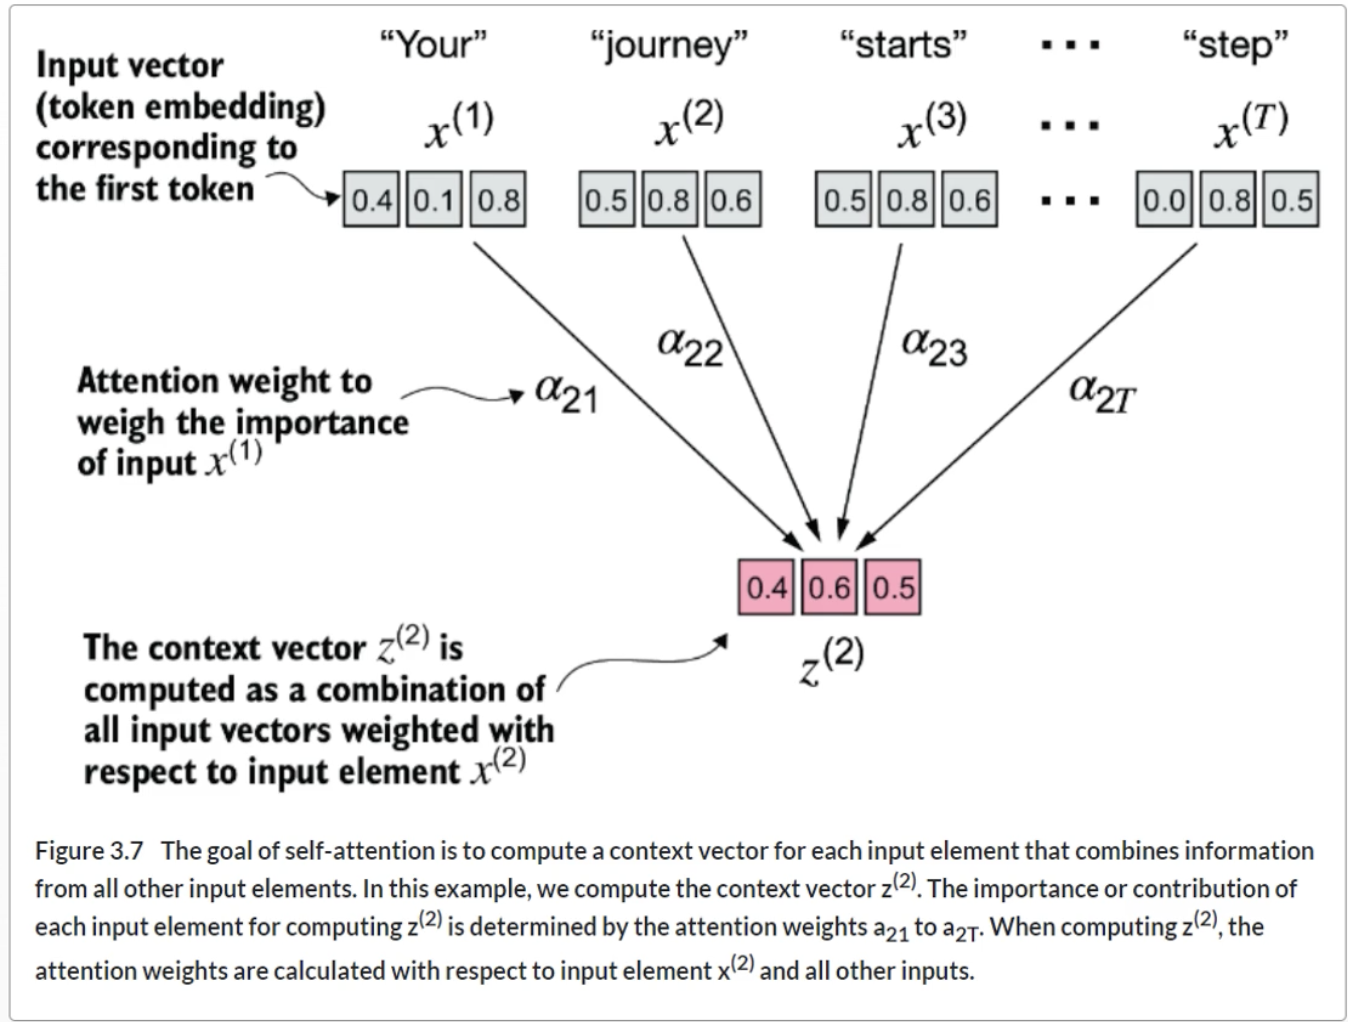 “Your” “journey” “starts” ... “step”
Input vector
(token embedding)
corresponding to
the first token
x(1) x(2) x(3) ... x(T)
0.4 0.1 0.8 0.5 0.8 0.6 0.5 0.8 0.6 ... 0.0 0.8 0.5
α22 α23
Attention weight to
weigh the importance
of input x(1)
α21 α2T
0.4 0.6 0.5
z(2)
The context vector z(2) is
computed as a combination of
all input vectors weighted with
respect to input element x(2)
Figure 3.7 The goal of self-attention is to compute a context vector for each input element that combines information
from all other input elements. In this example, we compute the context vector z(2). The importance or contribution of
each input element for computing z(2) is determined by the attention weights a21 to a2T. When computing z(2), the
attention weights are calculated with respect to input element x(2) and all other inputs.